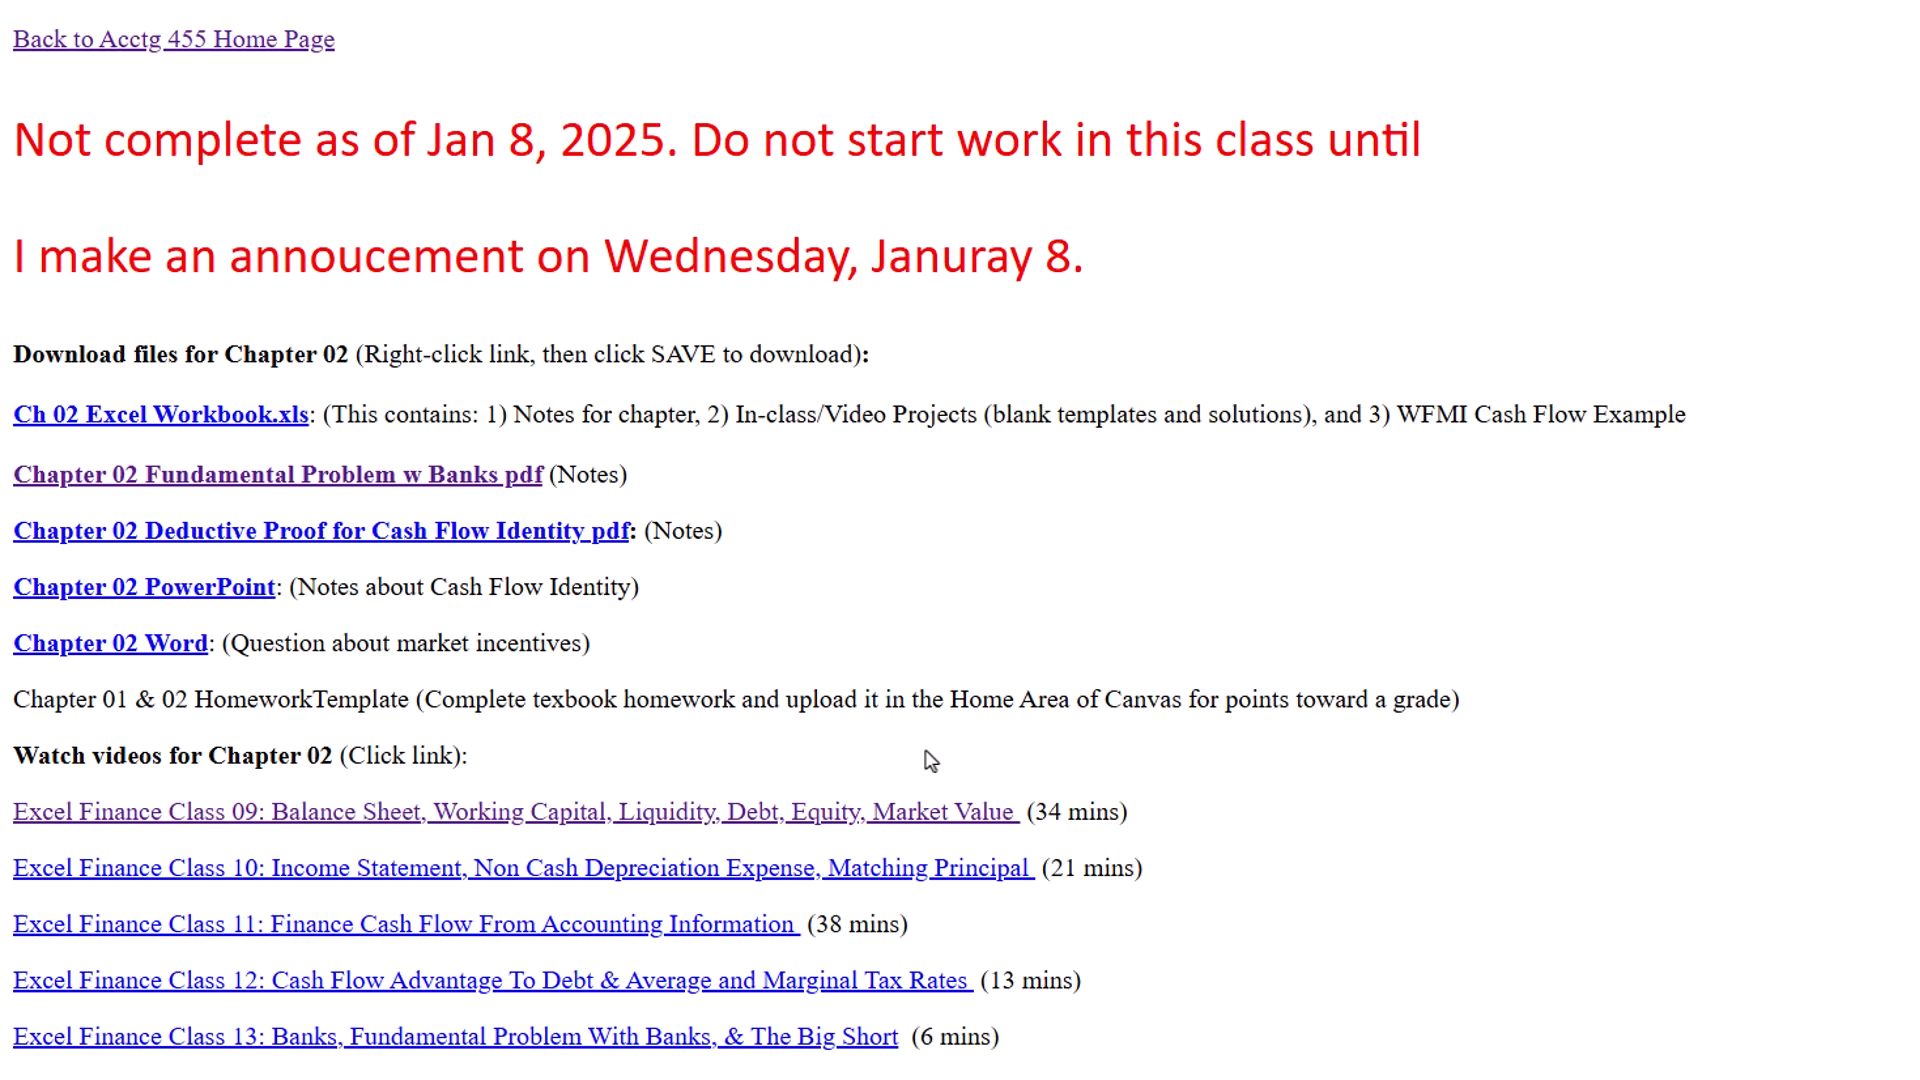 Back to Acctg 455 Home Page
Not complete as of Jan 8, 2025. Do not start work in this class until
I make an annoucement on Wednesday, Januray 8.
Download files for Chapter 02 (Right-click link, then click SAVE to download):
Ch 02 Excel Workbook.xls: (This contains: 1) Notes for chapter, 2) In-class/Video Projects (blank templates and solutions), and 3) WFMI Cash Flow Example
Chapter 02 Fundamental Problem w Banks pdf (Notes)
Chapter 02 Deductive Proof for Cash Flow Identity pdf: (Notes)
Chapter 02 PowerPoint: (Notes about Cash Flow Identity)
Chapter 02 Word: (Question about market incentives)
Chapter 01 & 02 HomeworkTemplate (Complete texbook homework and upload it in the Home Area of Canvas for points toward a grade)
Watch videos for Chapter 02 (Click link):
Excel Finance Class 09: Balance Sheet, Working Capital, Liquidity, Debt, Equity, Market Value (34 mins)
Excel Finance Class 10: Income Statement, Non Cash Depreciation Expense, Matching Principal (21 mins)
Excel Finance Class 11: Finance Cash Flow From Accounting Information (38 mins)
Excel Finance Class 12: Cash Flow Advantage To Debt & Average and Marginal Tax Rates (13 mins)
Excel Finance Class 13: Banks, Fundamental Problem With Banks, & The Big Short (6 mins)